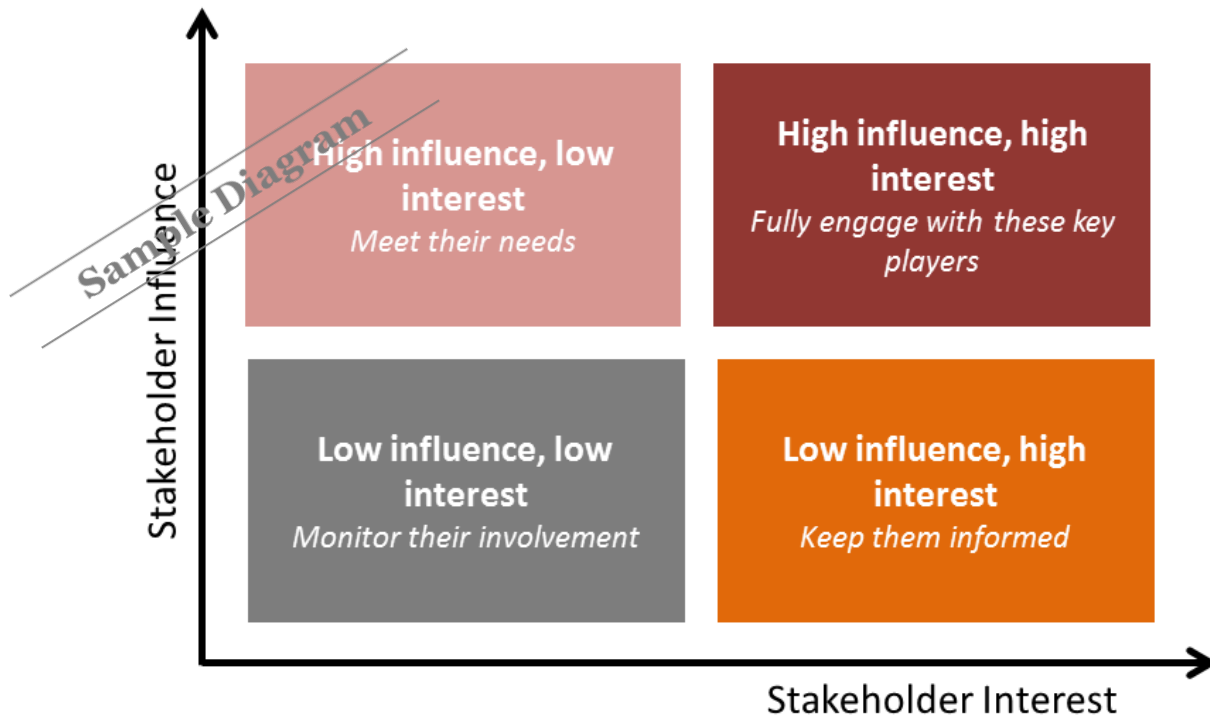 Sample Diagram
Stakeholder Influence
High influence, low
interest
Meet their needs
High influence, high
interest
Fully engage with these key
players
Low influence, low
interest
Monitor their involvement
Low influence, high
interest
Keep them informed
Stakeholder Interest